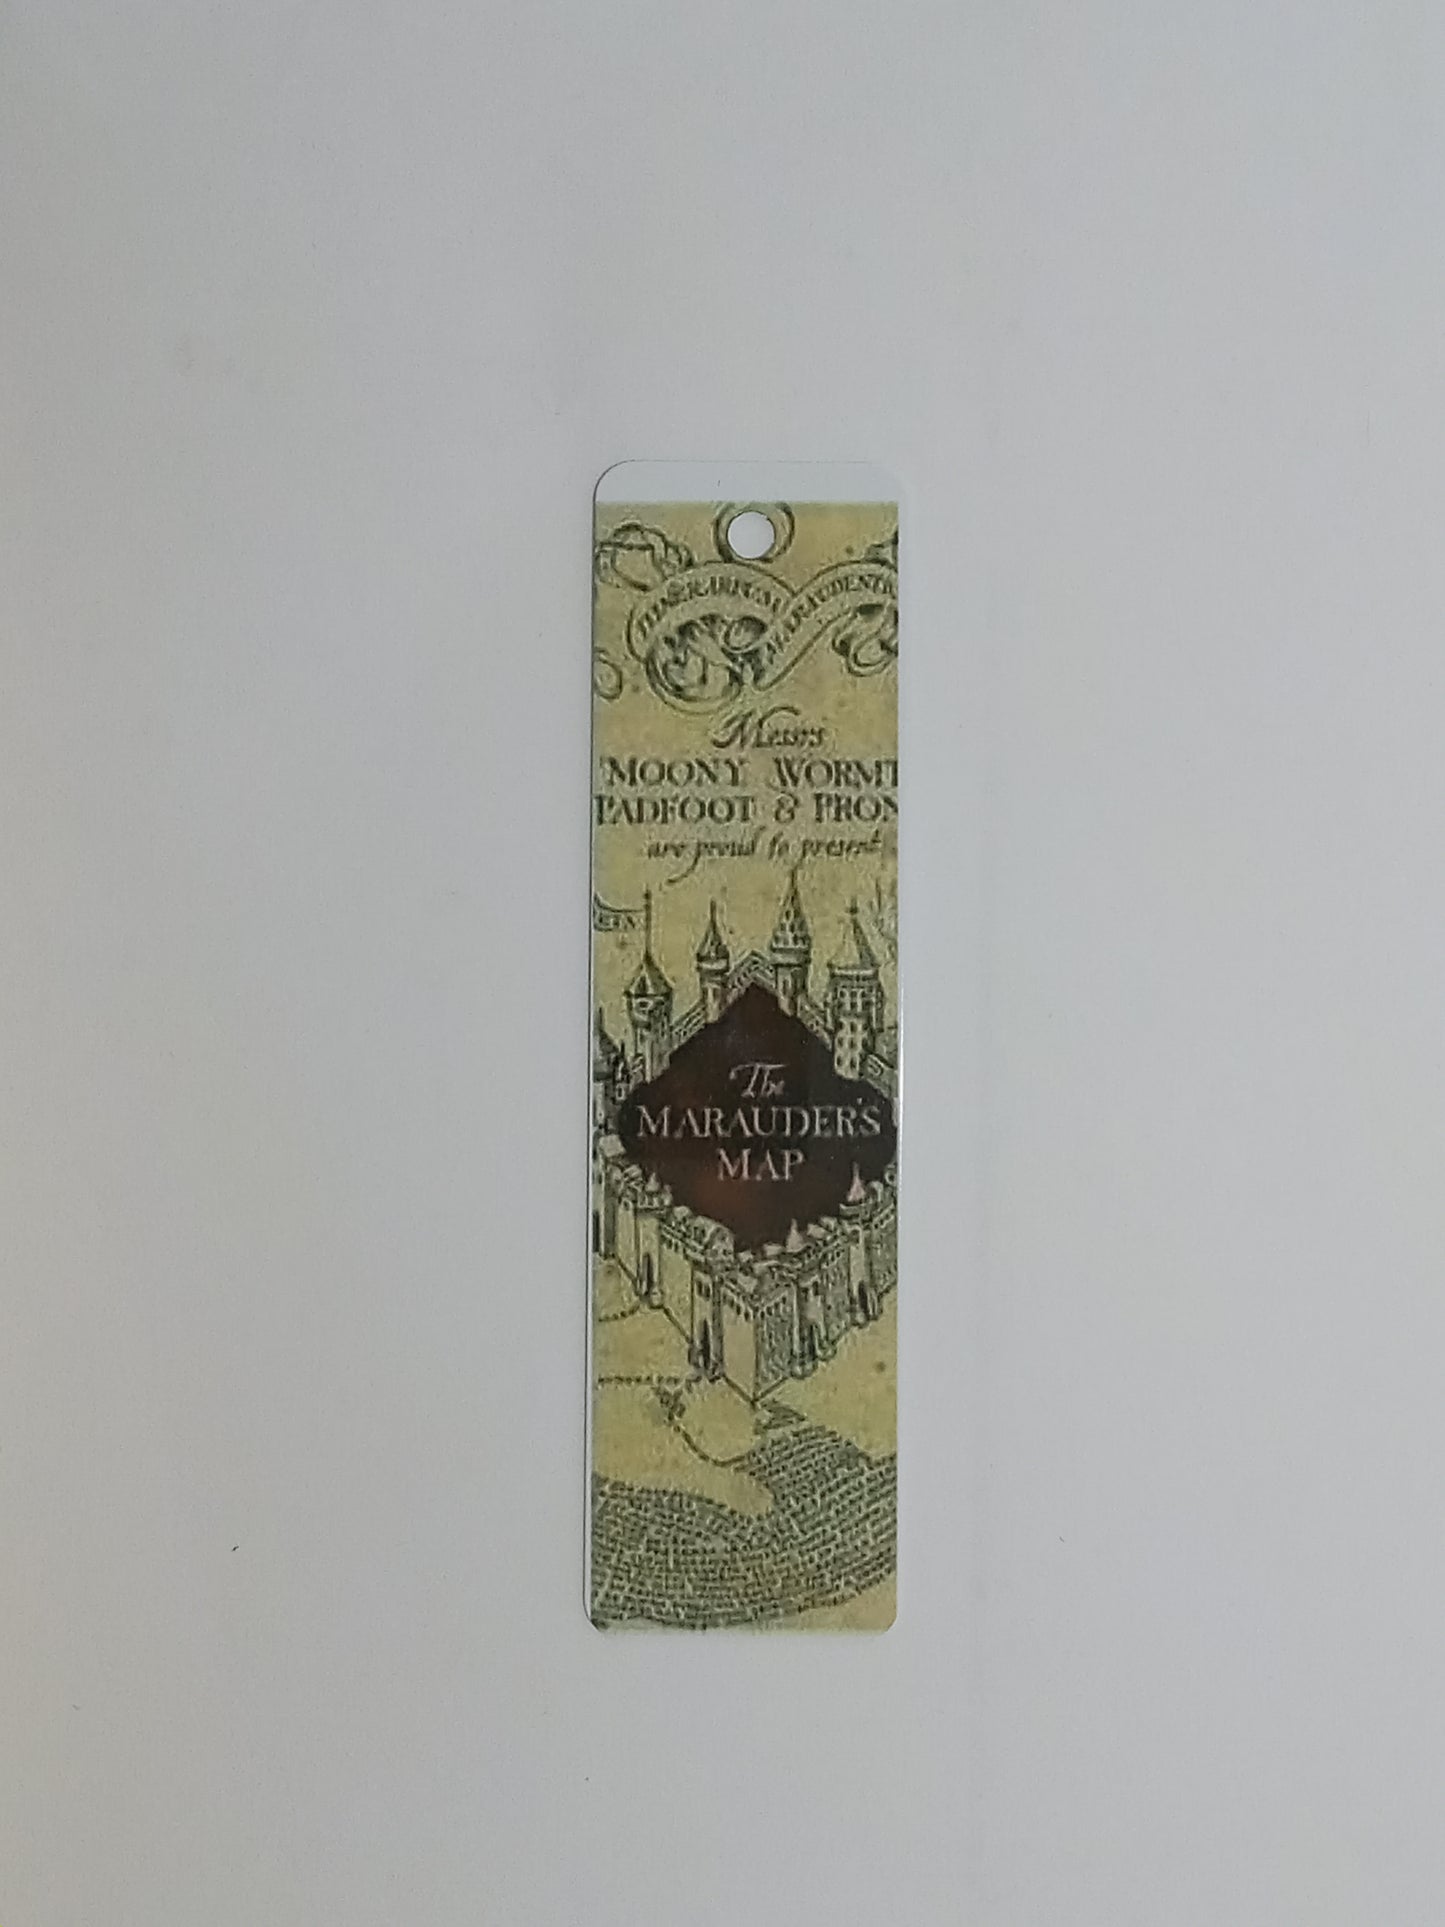 Messrs
MOONY WORMT
PADFOOT & PRON
are proud to present
The
MARAUDER'S
MAP